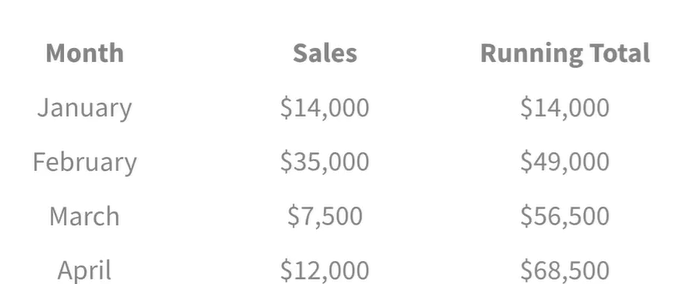 Month Sales Running Total
January $14,000 $14,000
February $35,000 $49,000
March $7,500 $56,500
April $12,000 $68,500